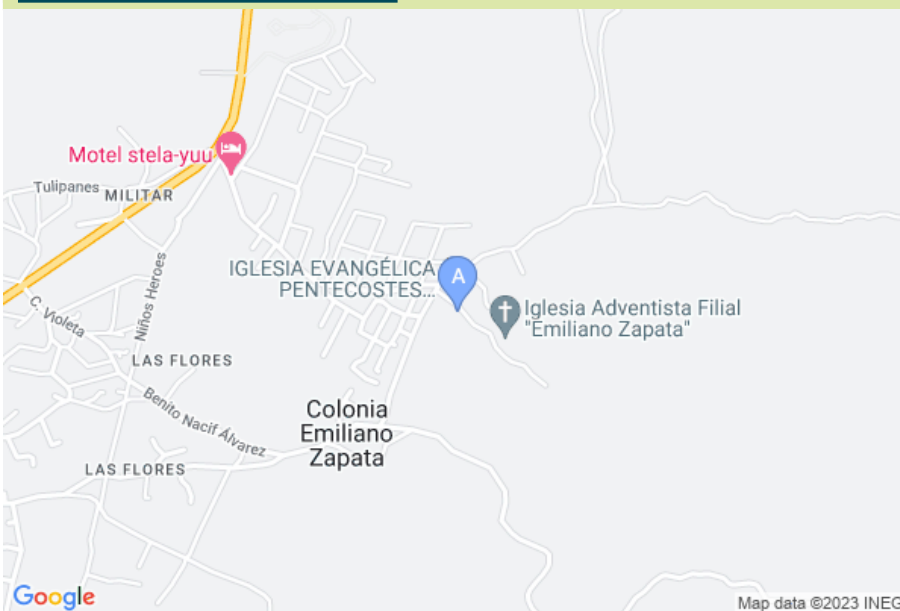 Motel stela-yuu
Tulipanes
MILITAR
IGLESIA EVANGÉLICA
PENTECOSTES...
A
Iglesia Adventista Filial
"Emiliano Zapata"
C. Violeta
Niños Heroes
LAS FLORES
Benito Nacif Álvarez
Colonia
Emiliano
Zapata
LAS FLORES
Google
Map data ©2023 INEG